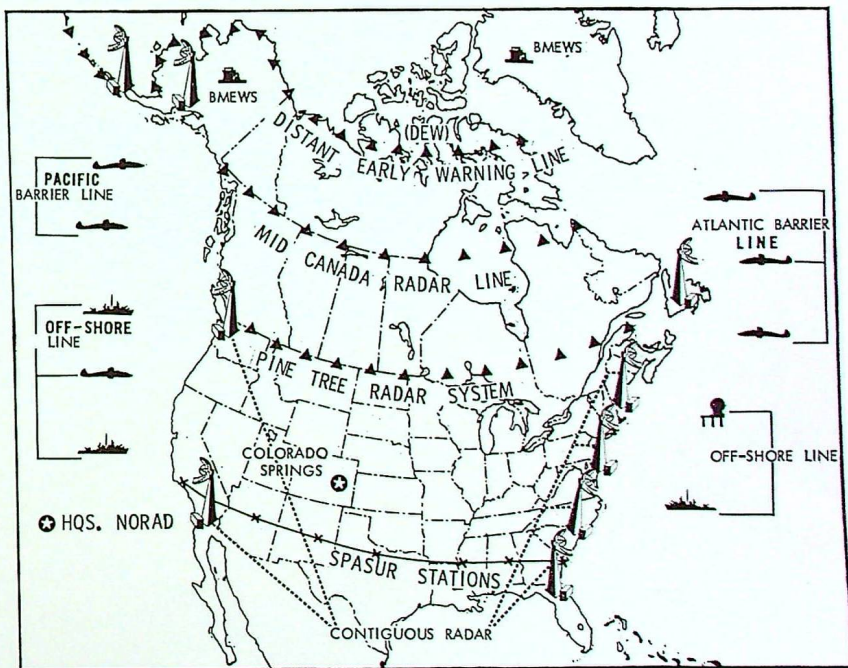 BMEWS
BMEWS
DISTANT
(DEW)
EARLY WARNING LINE
PACIFIC
BARRIER LINE
ATLANTIC BARRIER
LINE
MID CANADA RADAR LINE
OFF-SHORE
LINE
PINE TREE RADAR SYSTEM
COLORADO
SPRINGS
OFF-SHORE LINE
HQS. NORAD
SPASUR STATIONS
CONTIGUOUS RADAR